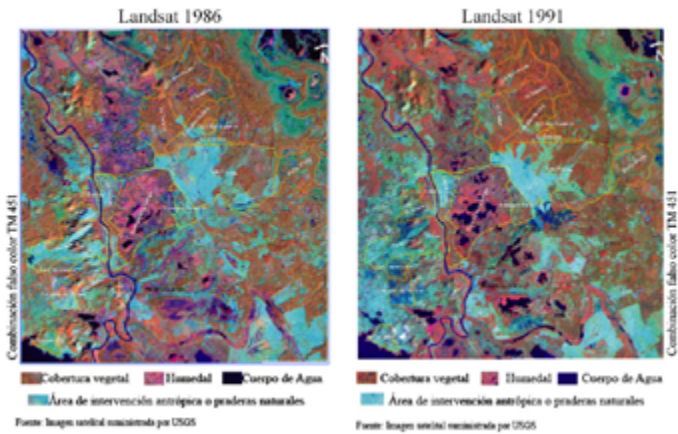 Landsat 1986
Landsat 1991
Combinación falso color TM 451
Combinación falso color TM 451
Cobertura vegetal Humedal Cuerpo de Agua
Área de intervención antrópica o praderas naturales
Fuente: Imagen satelital suministrada por USGS
Cobertura vegetal Humedal Cuerpo de Agua
Área de intervención antrópica o praderas naturales
Fuente: Imagen satelital suministrada por USGS